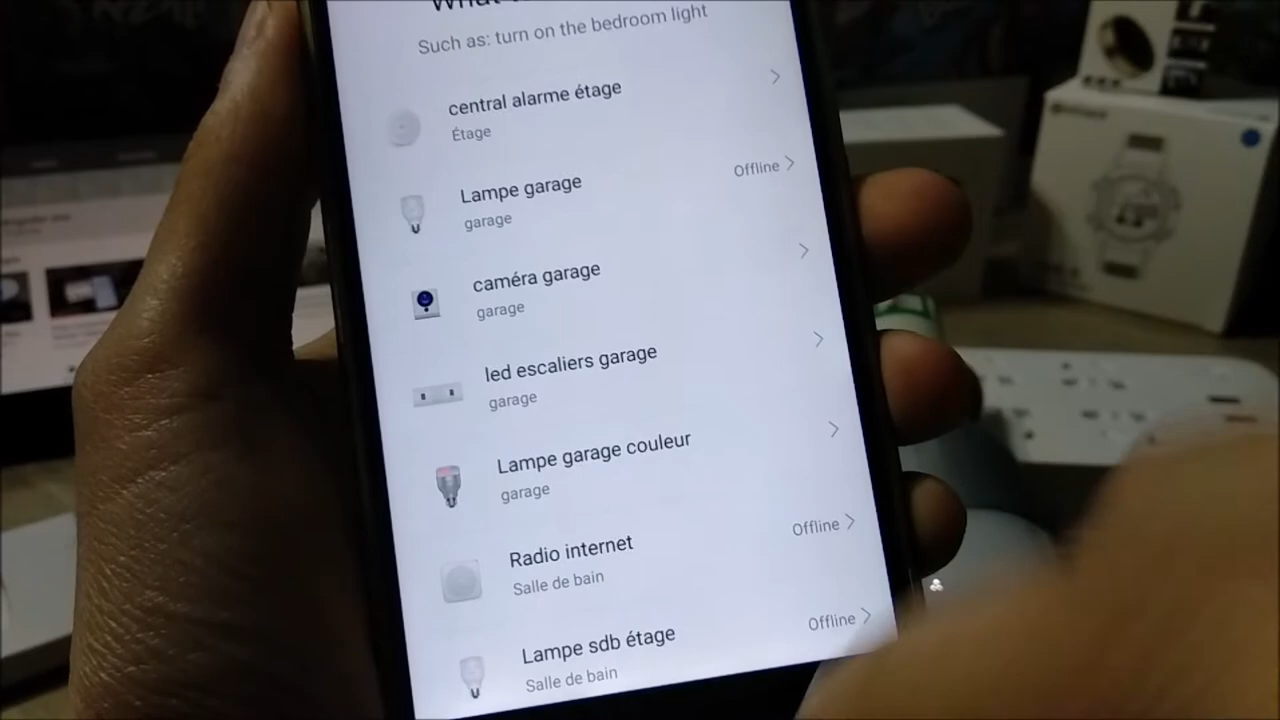 Such as: turn on the bedroom light
central alarme étage
Étage
Lampe garage
Offline
garage
caméra garage
garage
led escaliers garage
garage
Lampe garage couleur
garage
Radio internet
Offline
Salle de bain
Lampe sdb étage
Offline
Salle de bain